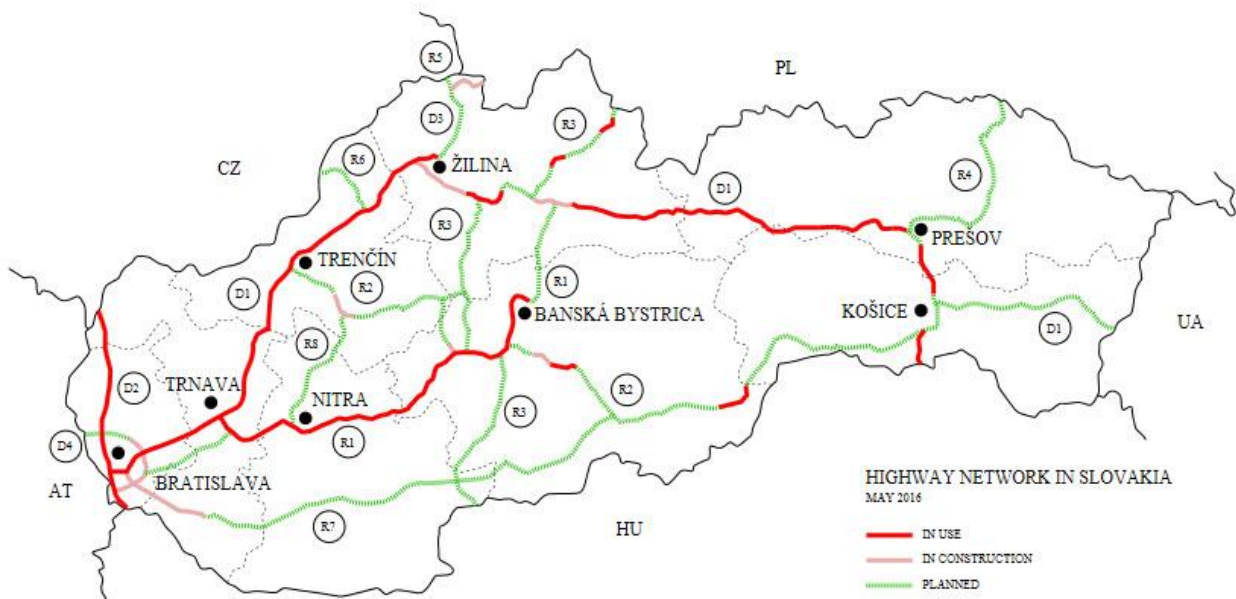 R5
PL
D3
R3
CZ
R6
ŽILINA
D1
R4
R3
PREŠOV
TRENČÍN
R2
R1
D1
BANSKÁ BYSTRICA
KOŠICE
D1
UA
R8
D2
TRNAVA
NITRA
R2
R3
R1
D4
BRATISLAVA
AT
R7
HU
HIGHWAY NETWORK IN SLOVAKIA
MAY 2016
IN USE
IN CONSTRUCTION
PLANNED